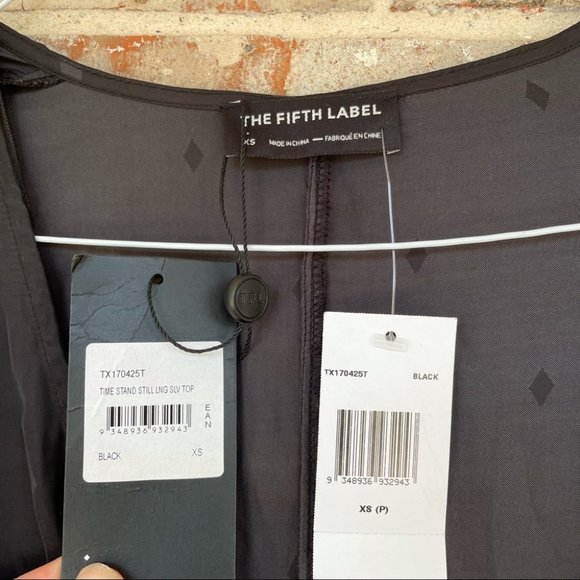 THE FIFTH LABEL
XS MADE IN CHINA — FABRIQUÉ EN CHINE
TFL
TX170425T
TIME STAND STILL LNG SLV TOP
EAN
9 348936 932943
BLACK XS
TX170425T BLACK
9 348936 932943
XS (P)